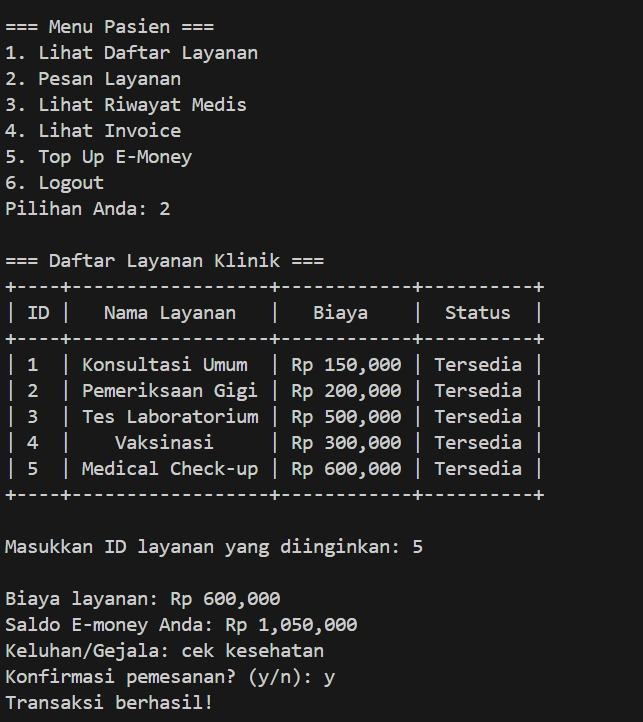 === Menu Pasien ===
1. Lihat Daftar Layanan
2. Pesan Layanan
3. Lihat Riwayat Medis
4. Lihat Invoice
5. Top Up E-Money
6. Logout
Pilihan Anda: 2

=== Daftar Layanan Klinik ===
+----+------------------+------------+----------+
| ID |   Nama Layanan   |   Biaya    |  Status  |
+----+------------------+------------+----------+
| 1  | Konsultasi Umum  | Rp 150,000 | Tersedia |
| 2  | Pemeriksaan Gigi | Rp 200,000 | Tersedia |
| 3  | Tes Laboratorium | Rp 500,000 | Tersedia |
| 4  |    Vaksinasi     | Rp 300,000 | Tersedia |
| 5  | Medical Check-up | Rp 600,000 | Tersedia |
+----+------------------+------------+----------+

Masukkan ID layanan yang diinginkan: 5

Biaya layanan: Rp 600,000
Saldo E-money Anda: Rp 1,050,000
Keluhan/Gejala: cek kesehatan
Konfirmasi pemesanan? (y/n): y
Transaksi berhasil!